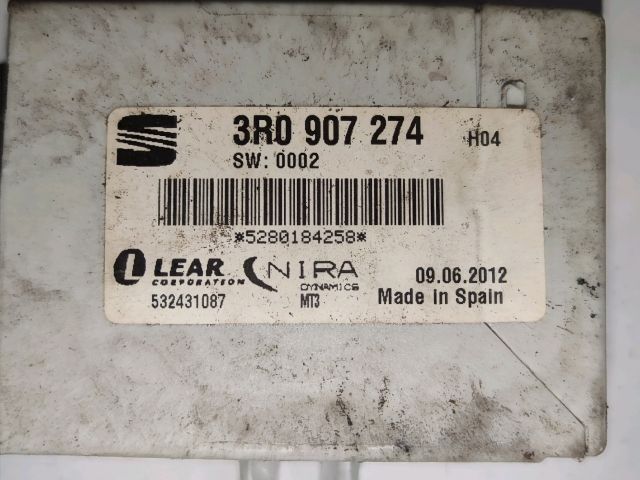 3R0 907 274 H04
SW: 0002
*5280184258*
LEAR CORPORATION NIRA DYNAMICS 09.06.2012
532431087 MT3 Made in Spain